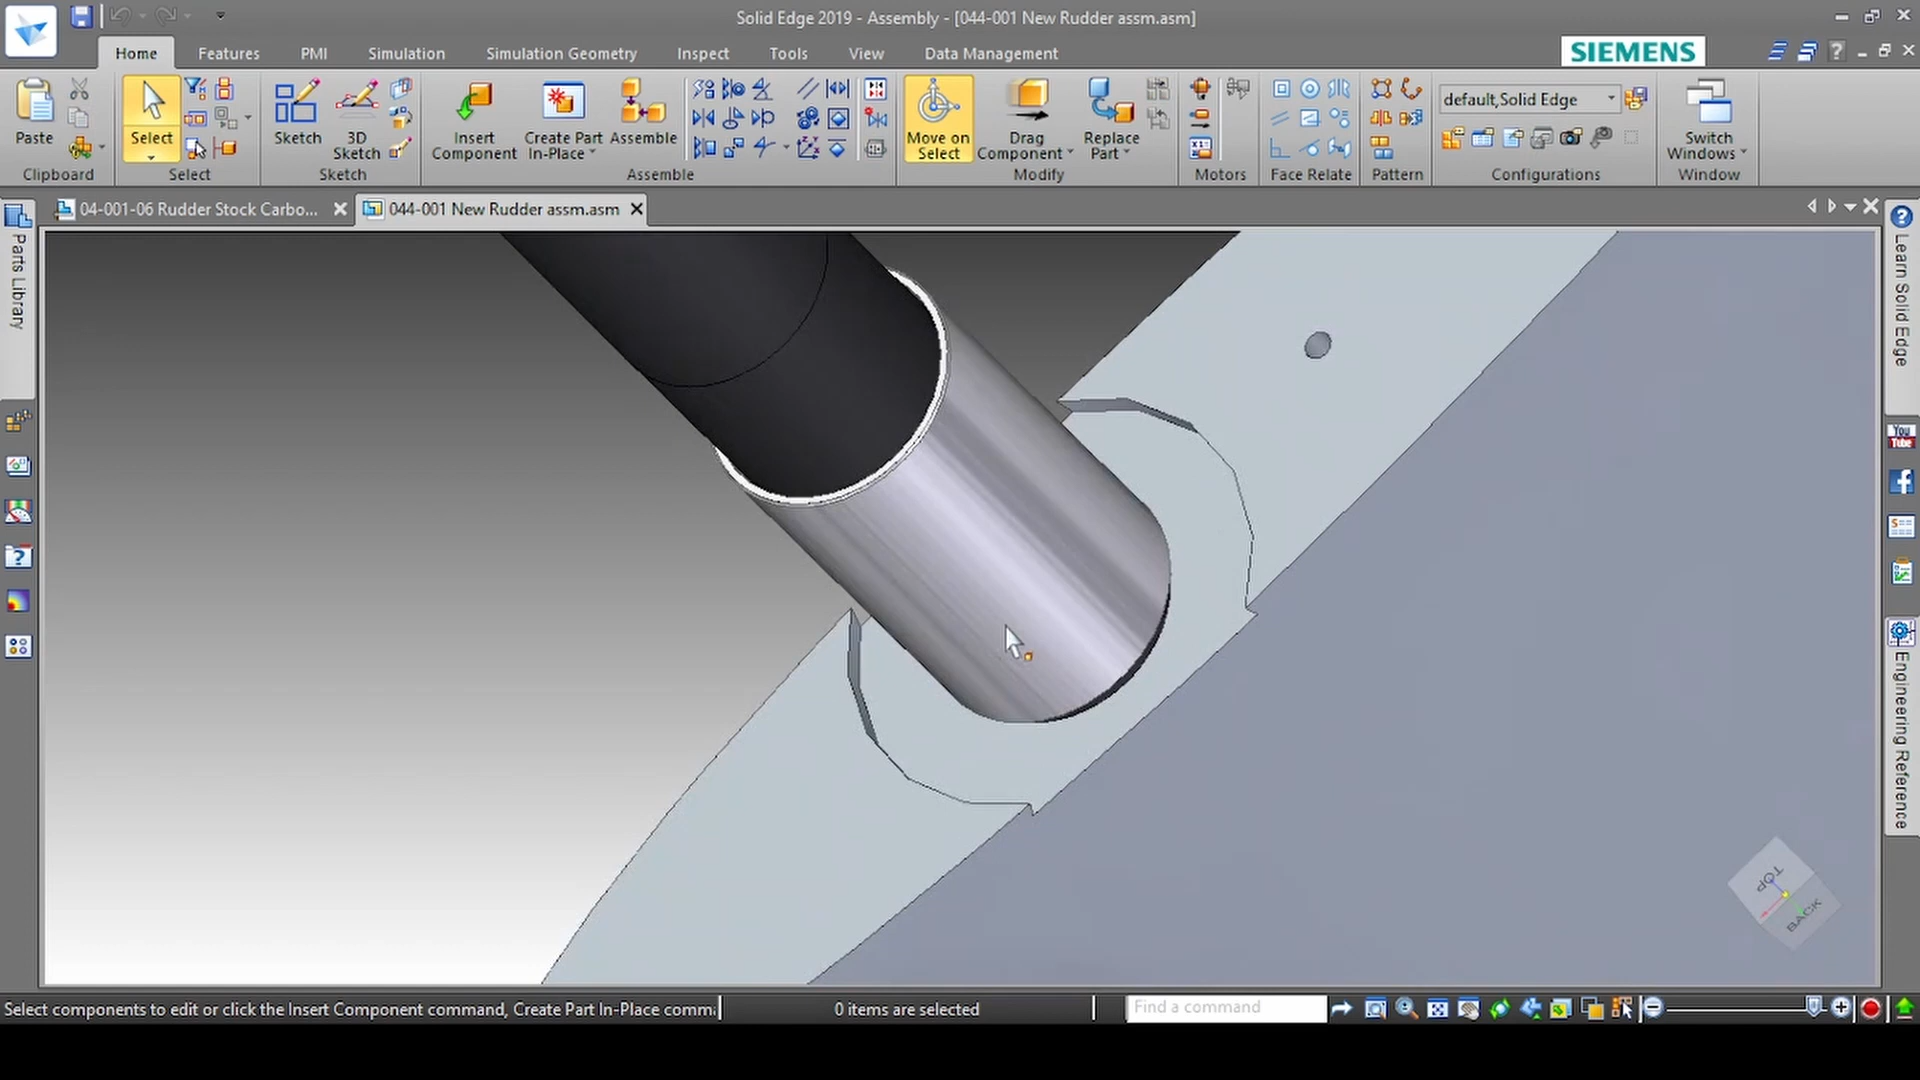 Solid Edge 2019 - Assembly - [044-001 New Rudder assm.asm]
Home Features PMI Simulation Simulation Geometry Inspect Tools View Data Management SIEMENS
Paste
Clipboard
Select
Select
Sketch
3D
Sketch
Sketch
Insert
Component
Create Part
In-Place
Assemble
Assemble
Move on
Select
Drag
Component
Replace
Part
Modify
Motors
Face Relate
Pattern
default,Solid Edge
Configurations
Switch
Windows
Window
04-001-06 Rudder Stock Carbo...
044-001 New Rudder assm.asm
Parts Library
Learn Solid Edge
You
Tube
Engineering Reference
TOP
BACK
Select components to edit or click the Insert Component command, Create Part In-Place comm
0 items are selected
Find a command